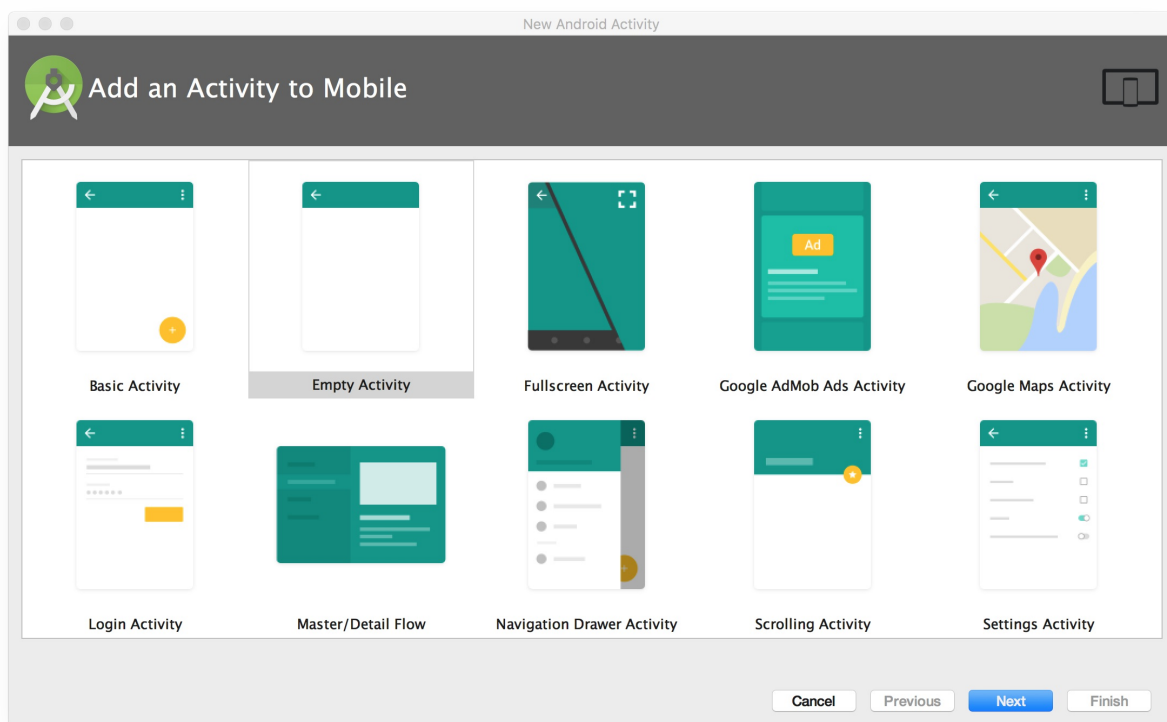 New Android Activity
Add an Activity to Mobile
Ad
Basic Activity
Empty Activity
Fullscreen Activity
Google AdMob Ads Activity
Google Maps Activity
Login Activity
Master/Detail Flow
Navigation Drawer Activity
Scrolling Activity
Settings Activity
Cancel
Previous
Next
Finish